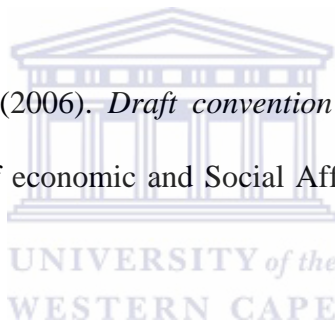 (2006). Draft convention
f economic and Social Aff
UNIVERSITY of the
WESTERN CAPE